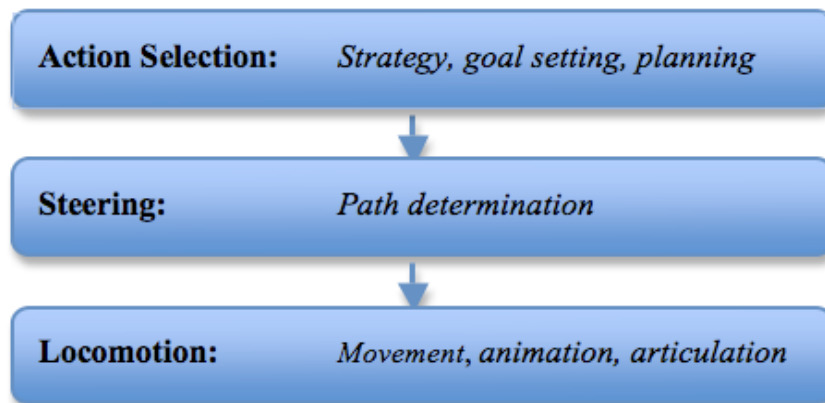 Action Selection: Strategy, goal setting, planning
Steering: Path determination
Locomotion: Movement, animation, articulation